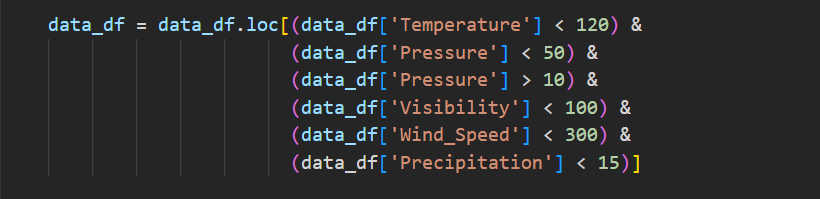 data_df = data_df.loc[(data_df['Temperature'] < 120) &
(data_df['Pressure'] < 50) &
(data_df['Pressure'] > 10) &
(data_df['Visibility'] < 100) &
(data_df['Wind_Speed'] < 300) &
(data_df['Precipitation'] < 15)]